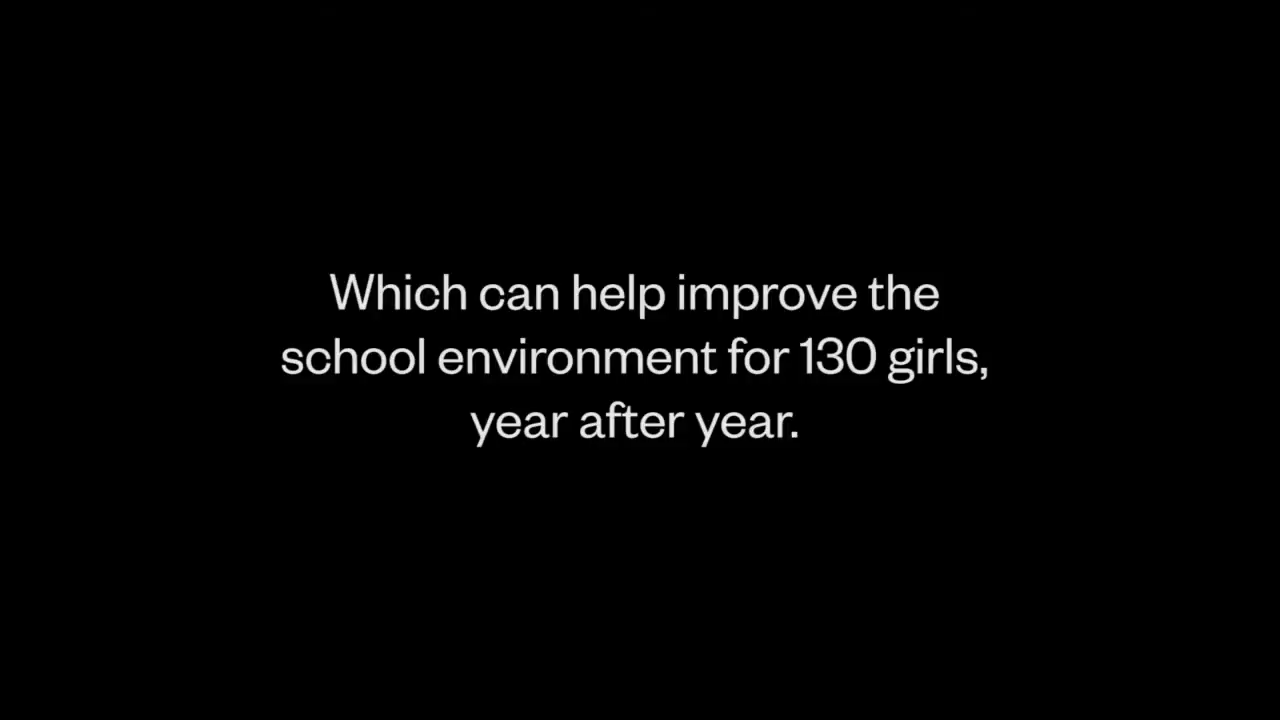 Which can help improve the
school environment for 130 girls,
year after year.